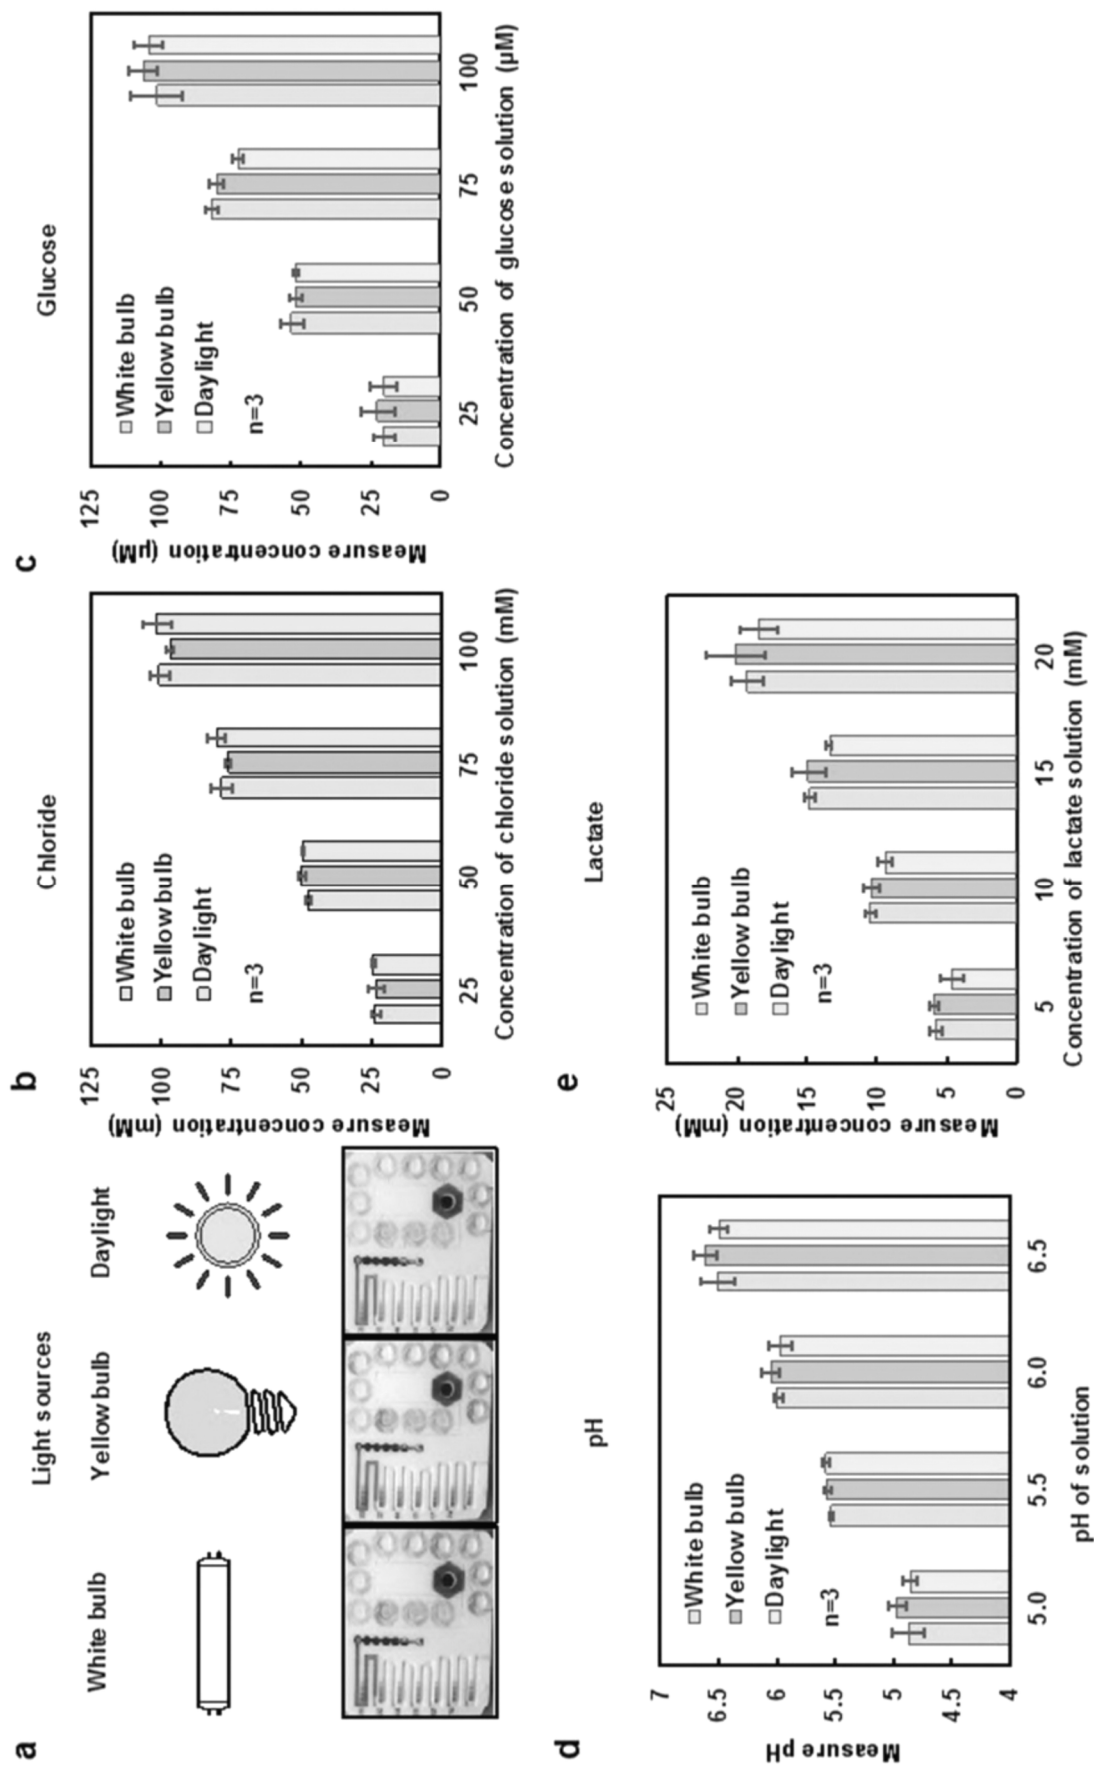 a
Light sources
White bulb
Yellow bulb
Daylight
b
Chloride
Measure concentration (mM)
125
100
75
50
25
0
White bulb
Yellow bulb
Daylight
n=3
25 50 75 100
Concentration of chloride solution (mM)
c
Glucose
Measure concentration (µM)
125
100
75
50
25
0
White bulb
Yellow bulb
Daylight
n=3
25 50 75 100
Concentration of glucose solution (µM)
d
pH
Measure pH
7
6.5
6
5.5
5
4.5
4
White bulb
Yellow bulb
Daylight
n=3
5.0 5.5 6.0 6.5
pH of solution
e
Lactate
Measure concentration (mM)
25
20
15
10
5
0
White bulb
Yellow bulb
Daylight
n=3
5 10 15 20
Concentration of lactate solution (mM)